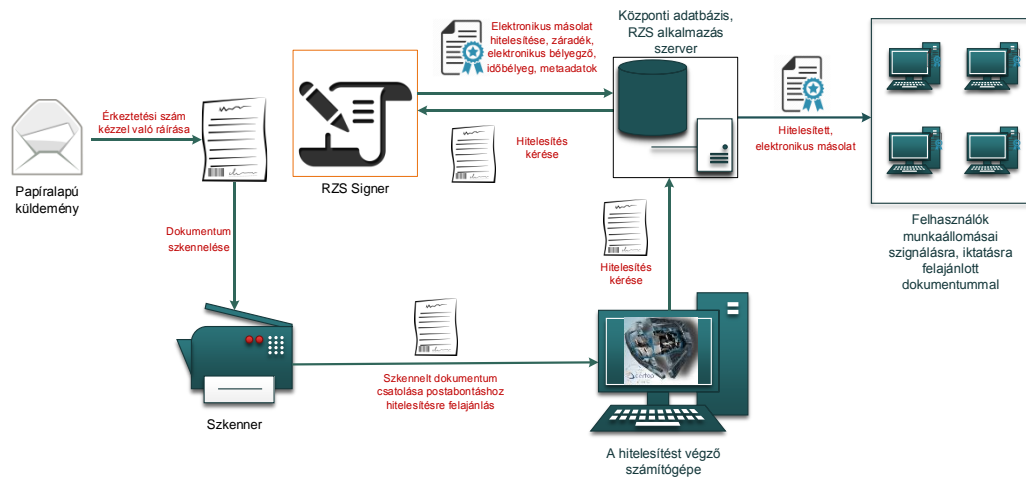 Elektronikus másolat
hitelesítése, záradék,
elektronikus bélyegző,
időbélyeg, metaadatok
Központi adatbázis,
RZS alkalmazás
szerver
Érkeztetési szám
kézzel való ráírása
Papíralapú
küldemény
RZS Signer
Hitelesítés
kérése
Hitelesített,
elektronikus másolat
Felhasználók
munkaállomásai
szignálásra, iktatásra
felajánlott
dokumentummal
Dokumentum
szkennelése
Hitelesítés
kérése
Szkennelt dokumentum
csatolása postabontáshoz
hitelesítésre felajánlás
Szkenner
A hitelesítést végző
számítógépe